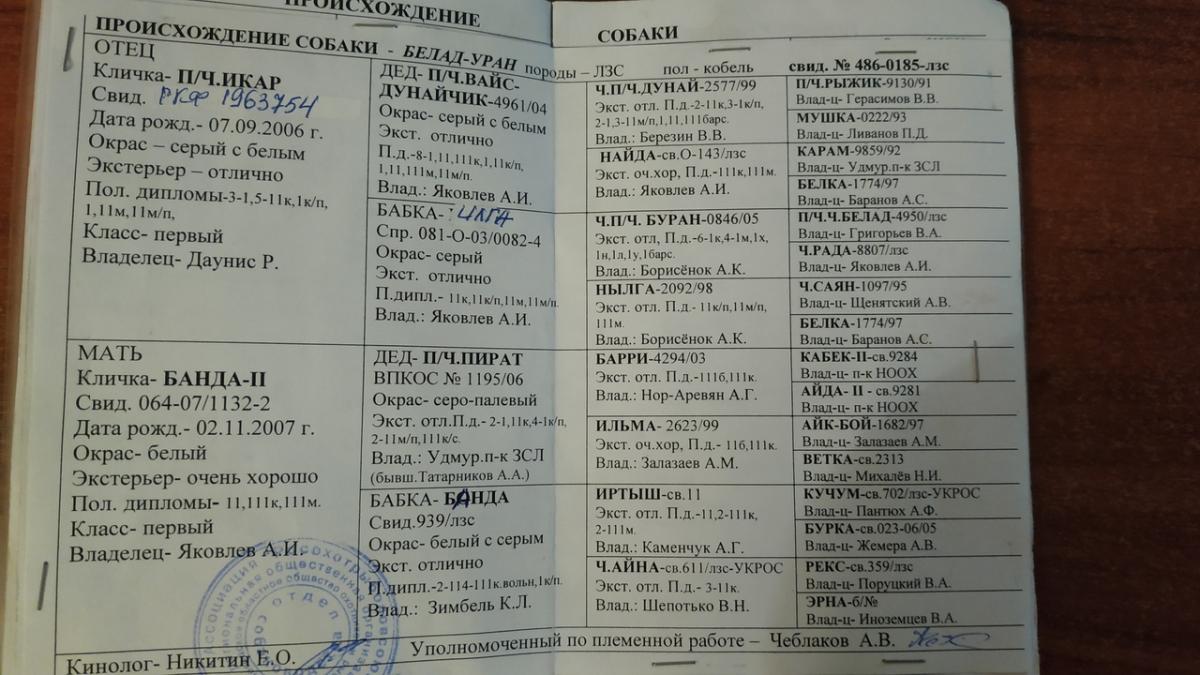 ПРОИСХОЖДЕНИЕ
ПРОИСХОЖДЕНИЕ СОБАКИ - БЕЛАД-УРАН породы – ЛЗС
ОТЕЦ
Кличка- П/Ч.ИКАР
Свид. РКФ 1963754
Дата рожд.- 07.09.2006 г.
Окрас – серый с белым
Экстерьер – отлично
Пол. дипломы-3-1,5-11к,1к/п,
1,11м,11м/п,
Класс- первый
Владелец- Даунис Р.
МАТЬ
Кличка- БАНДА-II
Свид. 064-07/1132-2
Дата рожд.- 02.11.2007 г.
Окрас- белый
Экстерьер- очень хорошо
Пол. дипломы- 11,111к,111м.
Класс- первый
Владелец- Яковлев А.И.
ДЕД- П/Ч.ВАЙС-
ДУНАЙЧИК-4961/04
Окрас- серый с белым
Экст. отлично
П.д.-8-1,11,111к,1,11к/п,
1,11,111м,11м/п.
Влад.: Яковлев А.И.
БАБКА-
Спр. 081-О-03/0082-4
Окрас- серый
Экст. отлично
П.дипл.- 11к,11к/п,11м,11м/п.
Влад.: Яковлев А.И.
ДЕД- П/Ч.ПИРАТ
ВПКОС № 1195/06
Окрас- серо-палевый
Экст. отл.П.д.- 2-1,11к,4-1к/п,
2-11м/п,111к/с.
Влад.: Удмур.п-к ЗСЛ
(бывш.Татарников А.А.)
БАБКА- БАНДА
Свид.939/лзс
Окрас- белый с серым
Экст. отлично
П.дипл.-2-114-111к.вольн,1к/п.
Влад.: Зимбель К.Л.
СОБАКИ
пол - кобель свид. № 486-0185-лзс
Ч.П/Ч.ДУНАЙ-2577/99
Экст. отл. П.д.-2-11к,3-1к/п,
2-1,3-11м/п,1,11,111барс.
Влад.: Березин В.В.
НАЙДА-св.О-143/лзс
Экст. оч.хор, П.д.-111к,111м.
Влад.: Яковлев А.И.
Ч.П/Ч. БУРАН-0846/05
Экст. отл, П.д.-6-1к,4-1м,1х,
1н,1л,1у,1барс.
Влад.: Борисёнок А.К.
НЫЛГА-2092/98
Экст. отл. П.д.- 11к/п,11м/п,
111м.
Влад.: Борисёнок А.К.
БАРРИ-4294/03
Экст. отл. П.д.-111б,111к.
Влад.: Нор-Аревян А.Г.
ИЛЬМА- 2623/99
Экст. оч.хор, П.д.- 11б,111к.
Влад.: Залазаев А.М.
ИРТЫШ-св.11
Экст. отл. П.д.-11,2-111к,
2-111м.
Влад.: Каменчук А.Г.
Ч.АЙНА-св.611/лзс-УКРОС
Экст. отл. П.д.- 3-11к.
Влад.: Шепотько В.Н.
П/Ч.РЫЖИК-9130/91
Влад-ц- Герасимов В.В.
МУШКА-0222/93
Влад-ц- Ливанов П.Д.
КАРАМ-9859/92
Влад-ц- Удмур.п-к ЗСЛ
БЕЛКА-1774/97
Влад-ц- Баранов А.С.
П/Ч.Ч.БЕЛАД-4950/лзс
Влад-ц- Григорьев В.А.
Ч.РАДА-8807/лзс
Влад-ц- Яковлев А.И.
Ч.САЯН-1097/95
Влад-ц- Щенятский А.В.
БЕЛКА-1774/97
Влад-ц- Баранов А.С.
КАБЕК-II-св.9284
Влад-ц- п-к НООХ
АЙДА- II - св.9281
Влад-ц- п-к НООХ
АЙК-БОЙ-1682/97
Влад-ц- Залазаев А.М.
ВЕТКА-св.2313
Влад-ц- Михалёв Н.И.
КУЧУМ-св.702/лзс-УКРОС
Влад-ц- Пантюх А.Ф.
БУРКА-св.023-06/05
Влад-ц- Жемера А.В.
РЕКС-св.359/лзс
Влад-ц- Поруцкий В.А.
ЭРНА-б/№
Влад-ц- Иноземцев В.А.
Кинолог- Никитин Е.О.
Уполномоченный по племенной работе – Чеблаков А.В.